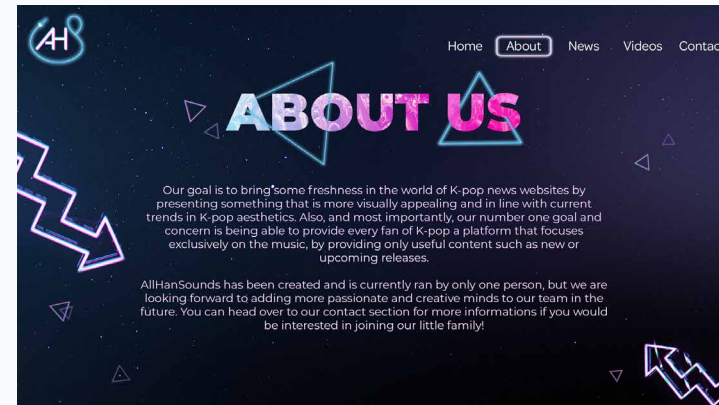 AH
Home About News Videos Contac
ABOUT US
Our goal is to bring some freshness in the world of K-pop news websites by
presenting something that is more visually appealing and in line with current
trends in K-pop aesthetics. Also, and most importantly, our number one goal and
concern is being able to provide every fan of K-pop a platform that focuses
exclusively on the music, by providing only useful content such as new or
upcoming releases.
AllHanSounds has been created and is currently ran by only one person, but we are
looking forward to adding more passionate and creative minds to our team in the
future. You can head over to our contact section for more informations if you would
be interested in joining our little family!